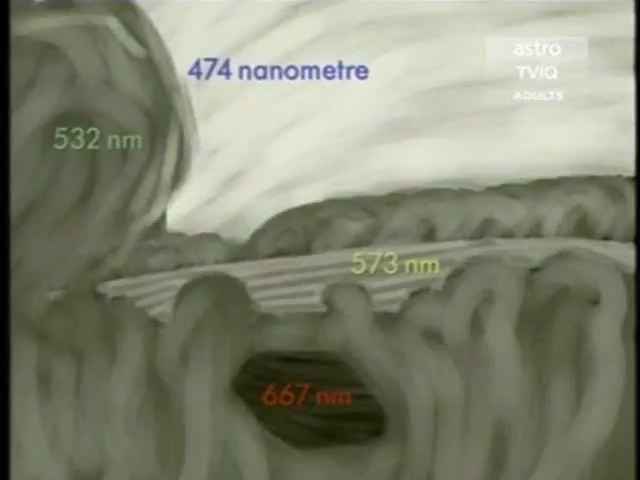 astro
474 nanometre
TViQ
ADULTS
532 nm
573 nm
667 nm